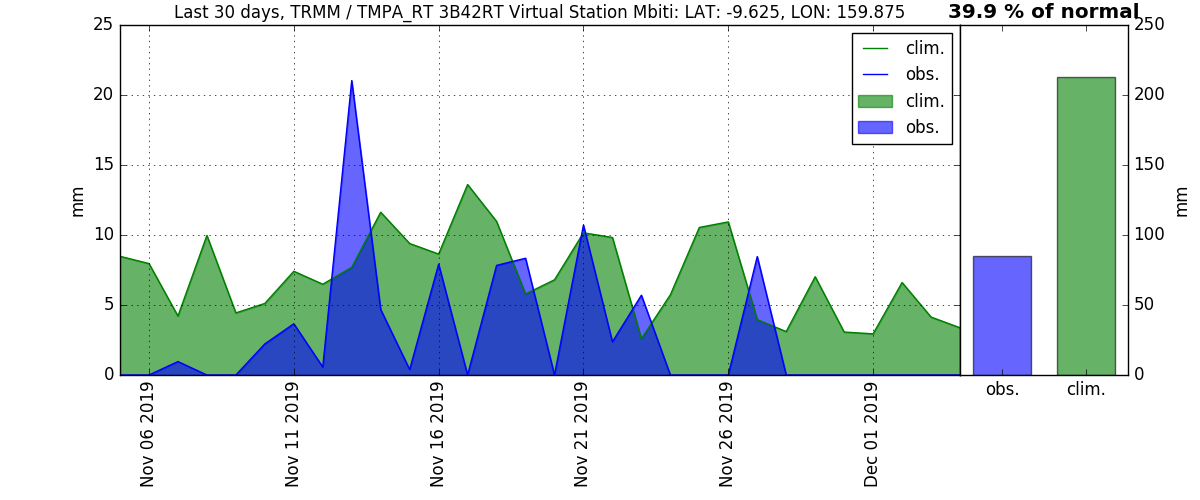 Last 30 days, TRMM / TMPA_RT 3B42RT Virtual Station Mbiti: LAT: -9.625, LON: 159.875
39.9 % of normal
25
20
15
10
5
0
mm
clim.
obs.
clim.
obs.
250
200
150
100
50
0
mm
obs.
clim.
Nov 06 2019
Nov 11 2019
Nov 16 2019
Nov 21 2019
Nov 26 2019
Dec 01 2019